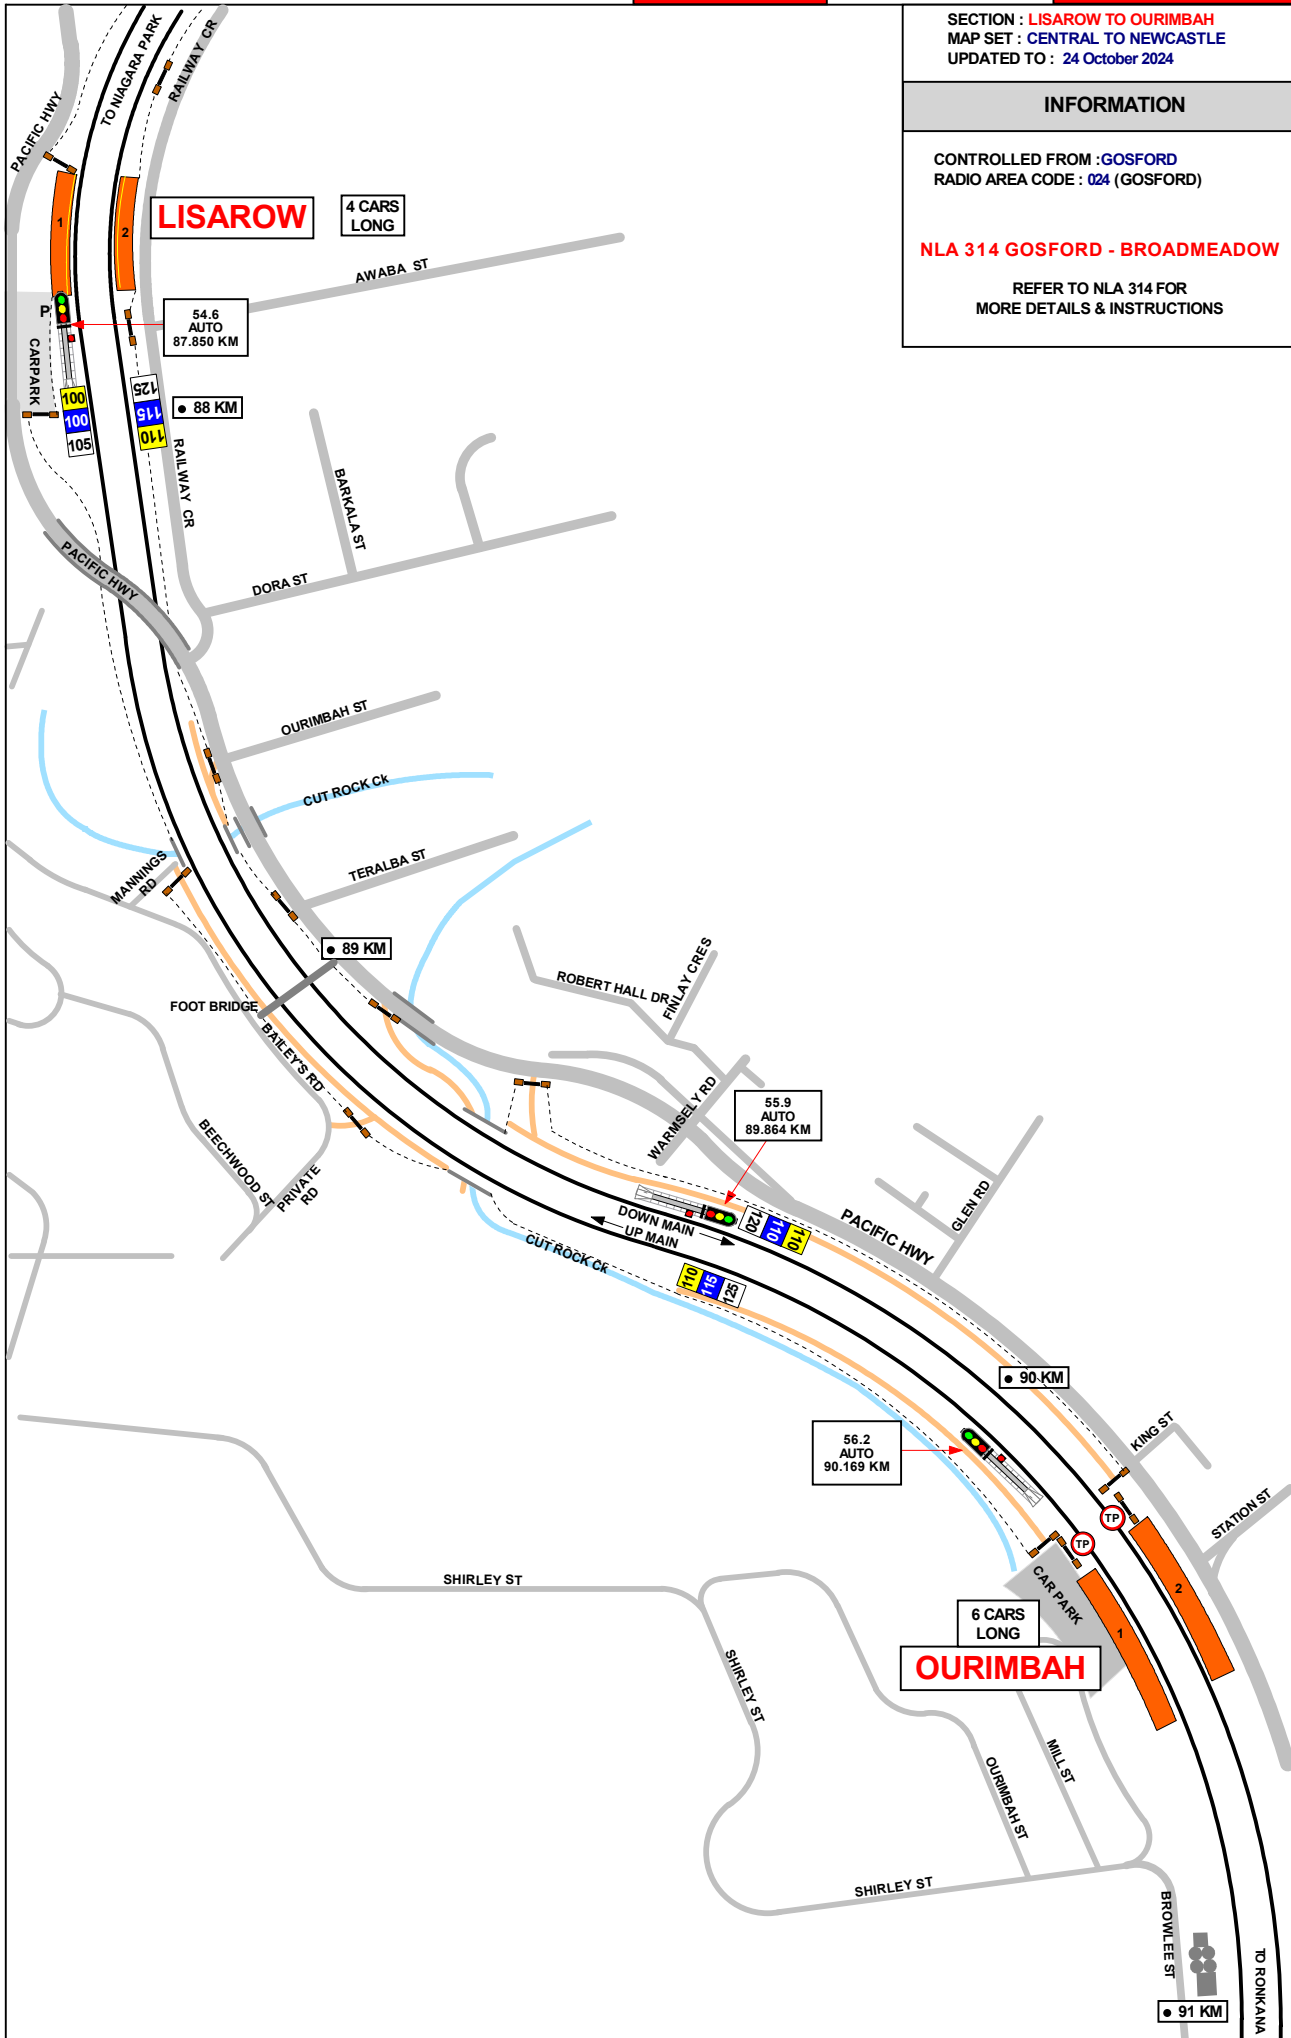 SECTION : LISAROW TO OURIMBAH
MAP SET : CENTRAL TO NEWCASTLE
UPDATED TO : 24 October 2024
INFORMATION
CONTROLLED FROM :GOSFORD
RADIO AREA CODE : 024 (GOSFORD)
NLA 314 GOSFORD - BROADMEADOW
REFER TO NLA 314 FOR
MORE DETAILS & INSTRUCTIONS
TO NIAGARA PARK
RAILWAY CR
PACIFIC HWY
1
2
LISAROW
4 CARS
LONG
AWABA ST
P
CARPARK
54.6
AUTO
87.850 KM
100
100
105
125
115
110
88 KM
RAILWAY CR
BARKALA ST
DORA ST
PACIFIC HWY
OURIMBAH ST
CUT ROCK Ck
TERALBA ST
MANNINGS
RD
89 KM
FOOT BRIDGE
BAILEY'S RD
ROBERT HALL DR
FINLAY CRES
WARMSELY RD
BEECHWOOD ST
PRIVATE
RD
55.9
AUTO
89.864 KM
GLEN RD
PACIFIC HWY
DOWN MAIN
UP MAIN
120
110
110
CUT ROCK Ck
110
115
125
90 KM
56.2
AUTO
90.169 KM
KING ST
STATION ST
TP
TP
CAR PARK
2
1
SHIRLEY ST
6 CARS
LONG
OURIMBAH
SHIRLEY ST
MILL ST
OURIMBAH ST
SHIRLEY ST
BROWLEE ST
TO RONKANA
91 KM